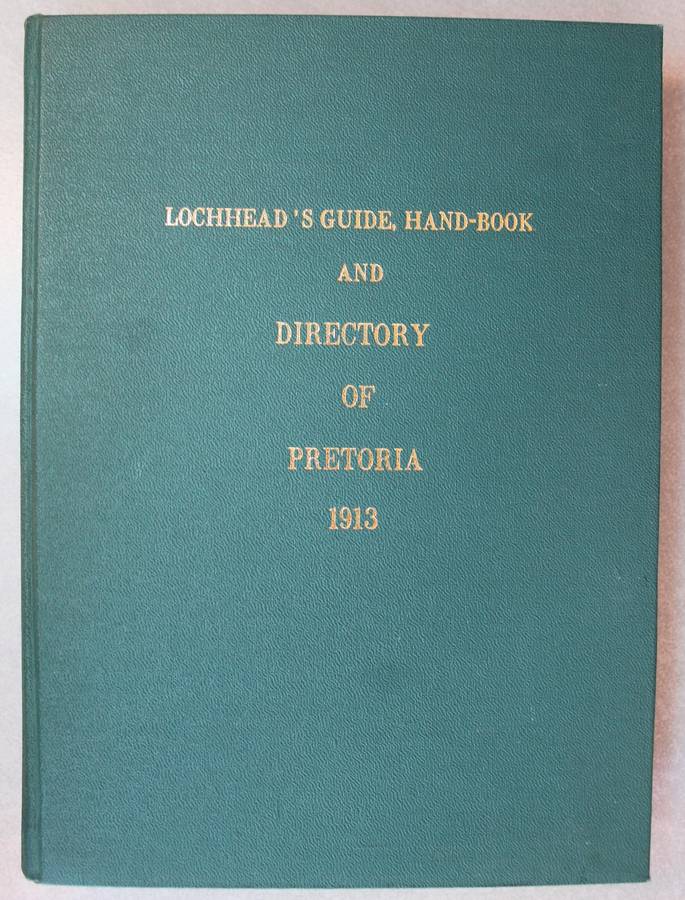 LOCHHEAD'S GUIDE, HAND-BOOK
AND
DIRECTORY
OF
PRETORIA
1913